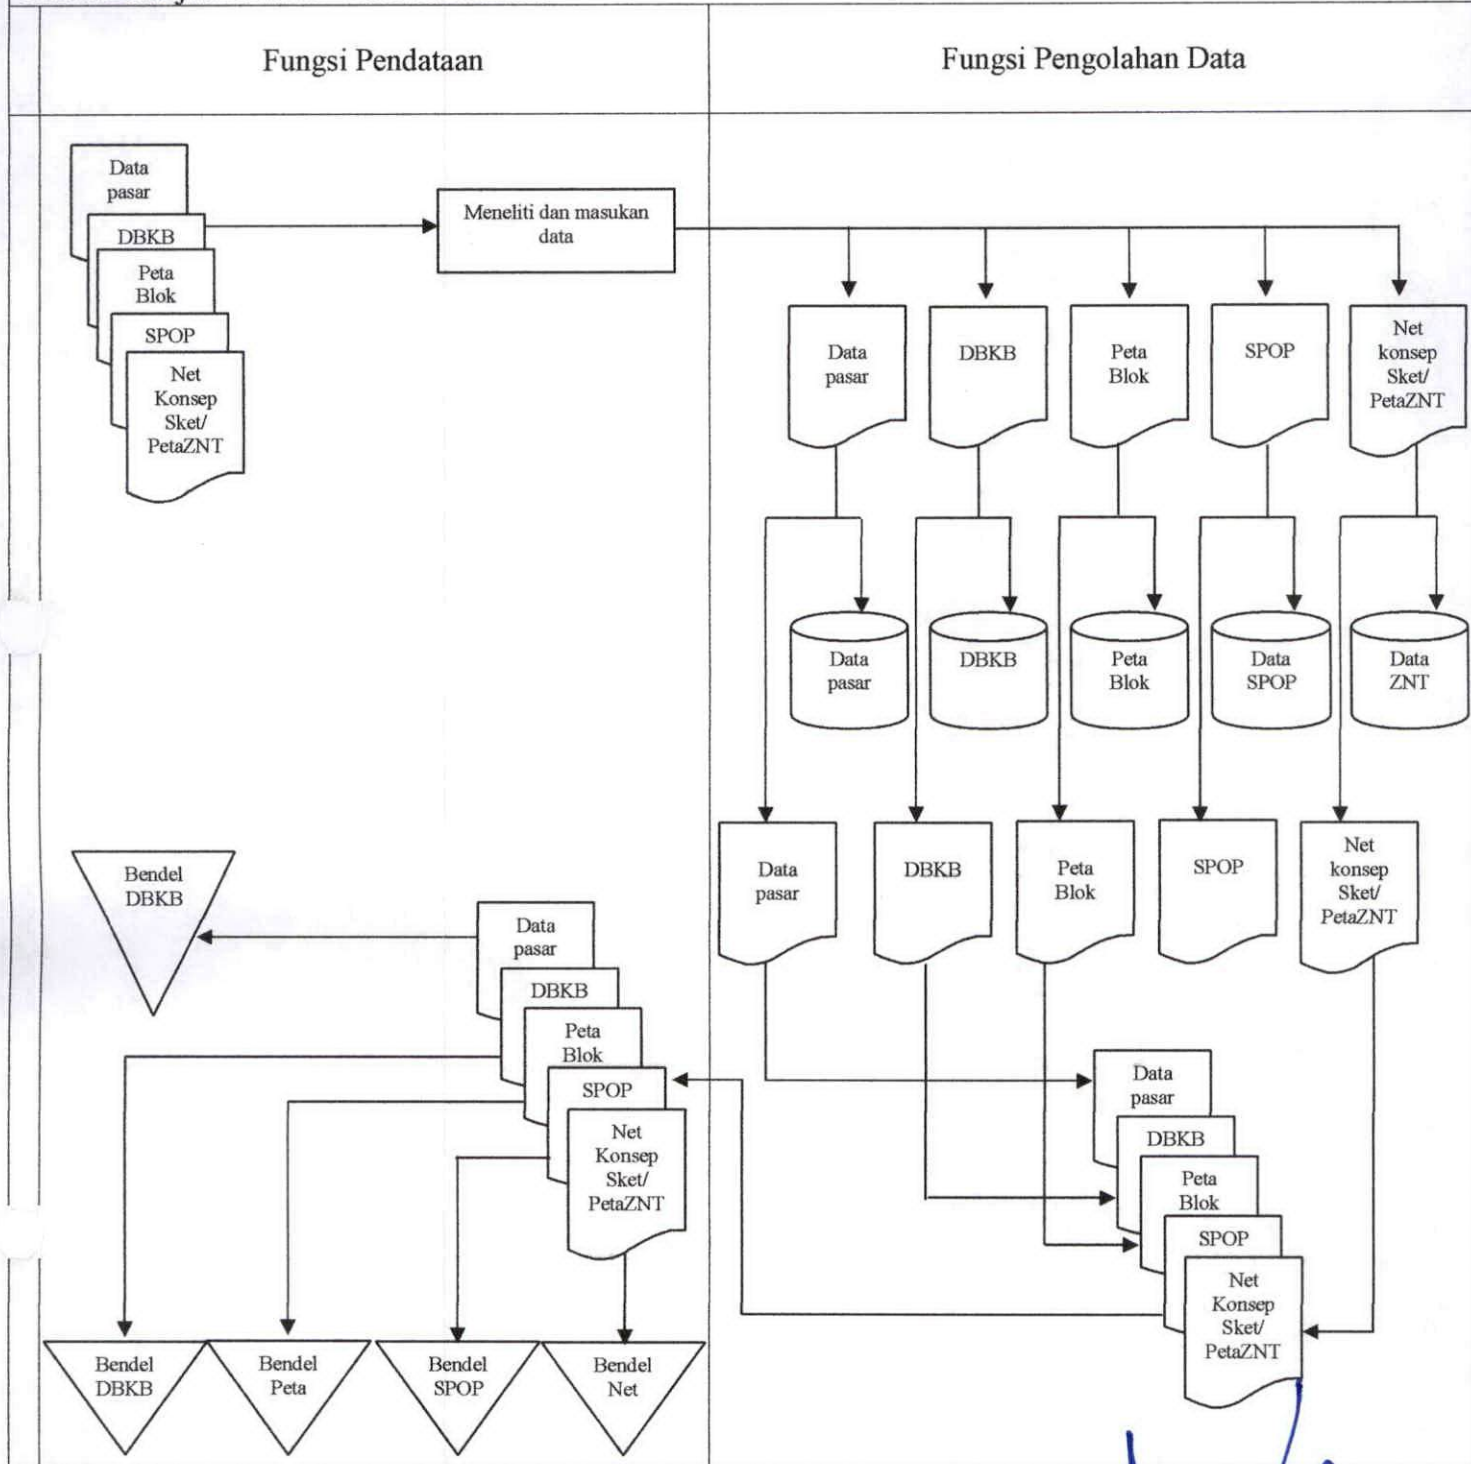 Fungsi Pendataan
Fungsi Pengolahan Data
Data
pasar
DBKB
Peta
Blok
SPOP
Net
Konsep
Sket/
PetaZNT
Meneliti dan masukan
data
Data
pasar
DBKB
Peta
Blok
SPOP
Net
konsep
Sket/
PetaZNT
Data
pasar
DBKB
Peta
Blok
Data
SPOP
Data
ZNT
Data
pasar
DBKB
Peta
Blok
SPOP
Net
konsep
Sket/
PetaZNT
Bendel
DBKB
Data
pasar
DBKB
Peta
Blok
SPOP
Net
Konsep
Sket/
PetaZNT
Data
pasar
DBKB
Peta
Blok
SPOP
Net
Konsep
Sket/
PetaZNT
Bendel
DBKB
Bendel
Peta
Bendel
SPOP
Bendel
Net